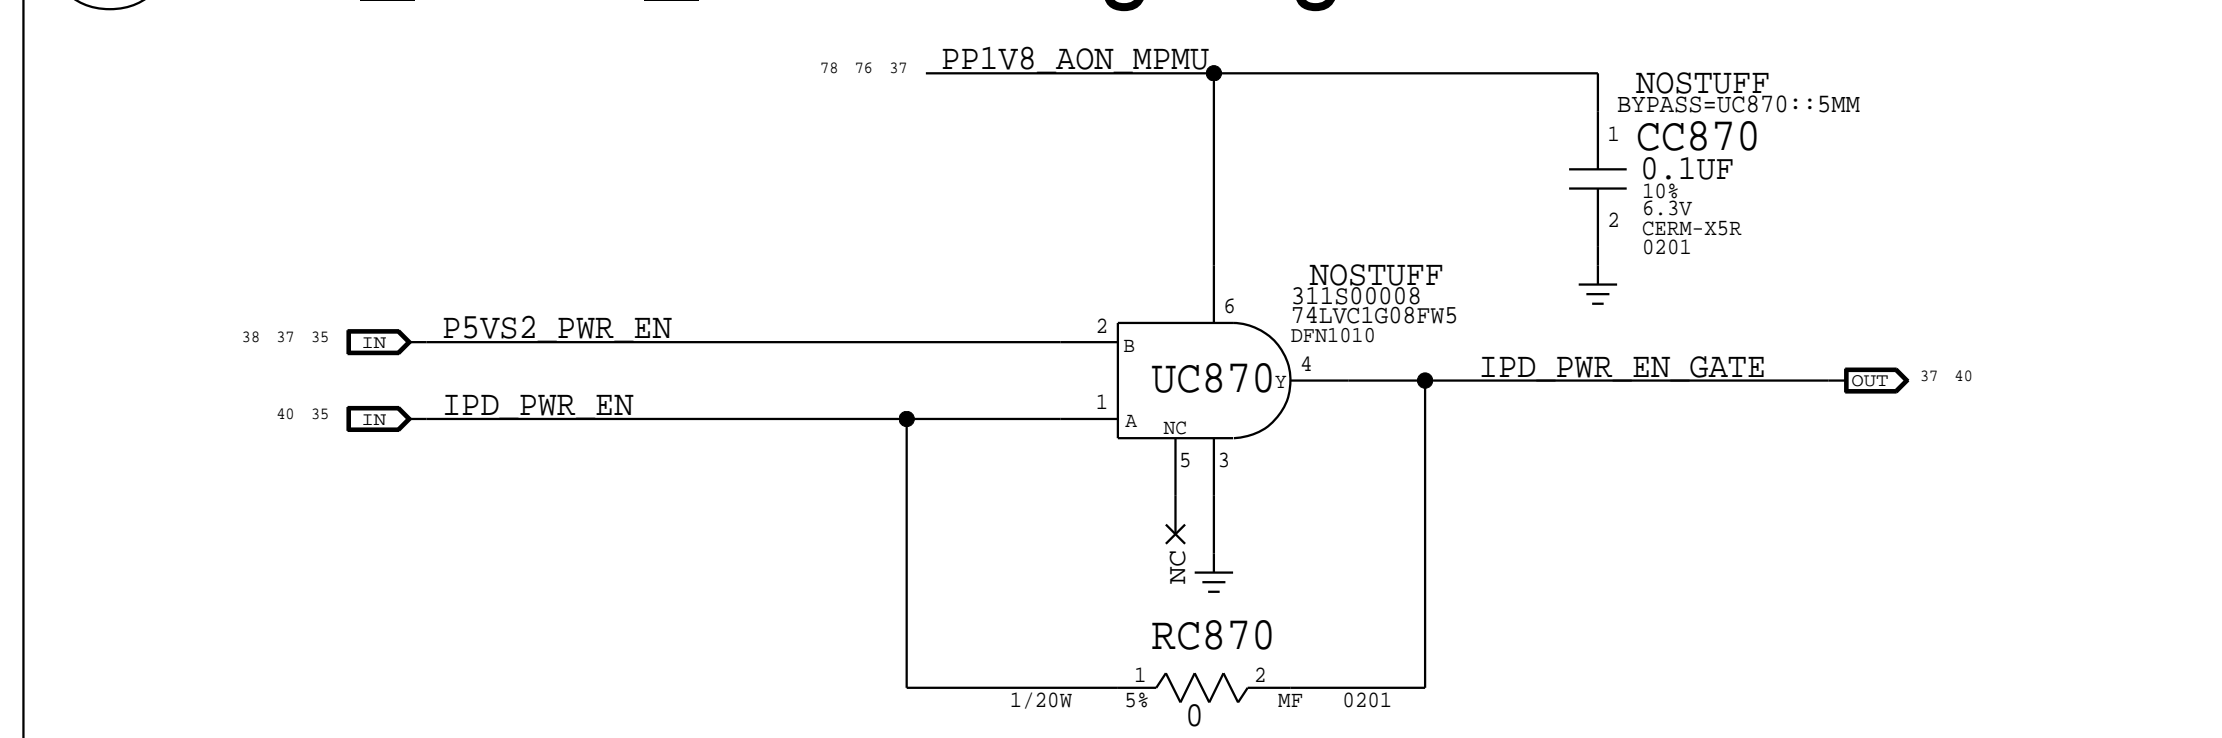 78 76 37 PP1V8_AON_MPMU
NOSTUFF
BYPASS=UC870::5MM
1 CC870
0.1UF
10%
6.3V
2 CERM-X5R
0201
NOSTUFF
311S00008
74LVC1G08FW5
DFN1010
6
38 37 35 IN P5VS2_PWR_EN 2
B
UC870 Y 4 IPD_PWR_EN_GATE OUT 37 40
40 35 IN IPD_PWR_EN 1
A
NC
5 3
NC
RC870
1 2
1/20W 5% MF 0201
0